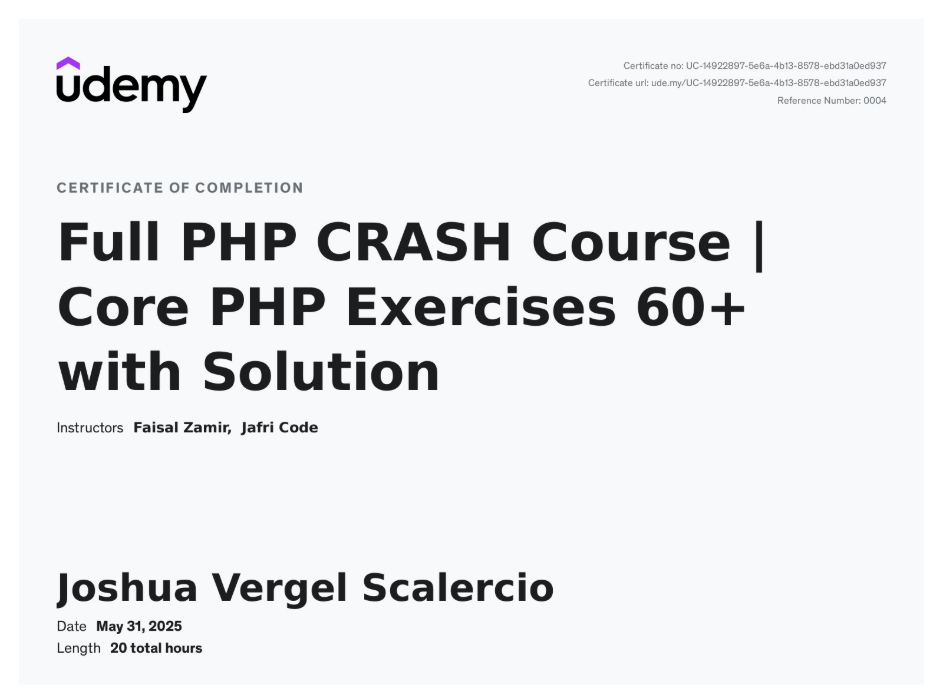 udemy
Certificate no: UC-14922897-5e6a-4b13-8578-ebd31a0ed937
Certificate url: ude.my/UC-14922897-5e6a-4b13-8578-ebd31a0ed937
Reference Number: 0004
CERTIFICATE OF COMPLETION
Full PHP CRASH Course |
Core PHP Exercises 60+
with Solution
Instructors Faisal Zamir, Jafri Code
Joshua Vergel Scalercio
Date May 31, 2025
Length 20 total hours